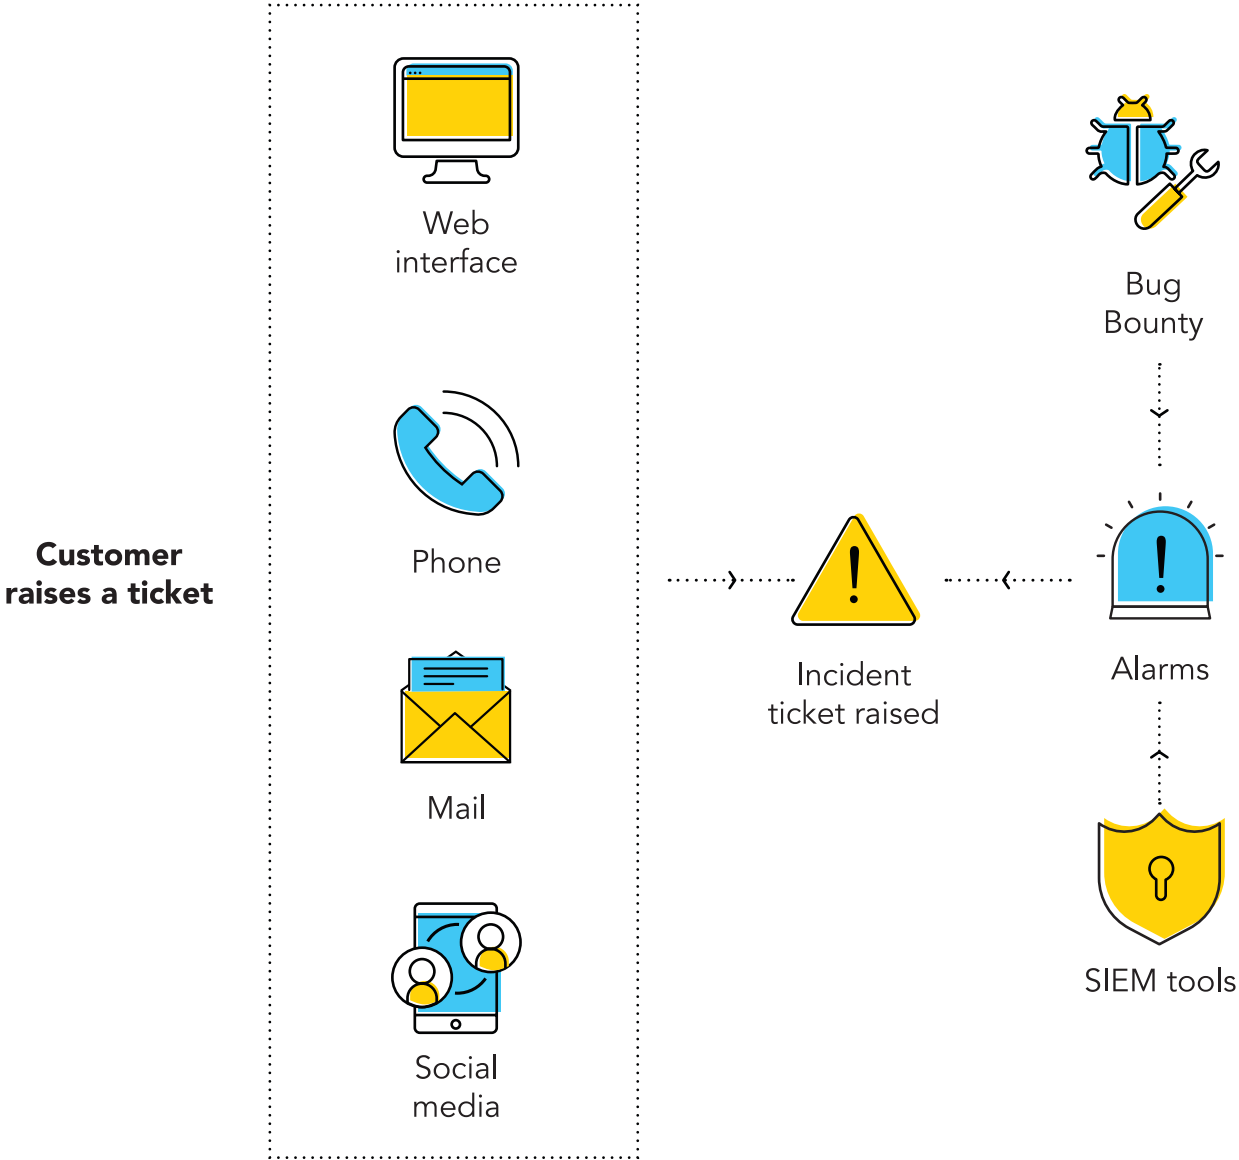 Customer
raises a ticket
Web
interface
Phone
Mail
Social
media
Incident
ticket raised
Bug
Bounty
Alarms
SIEM tools